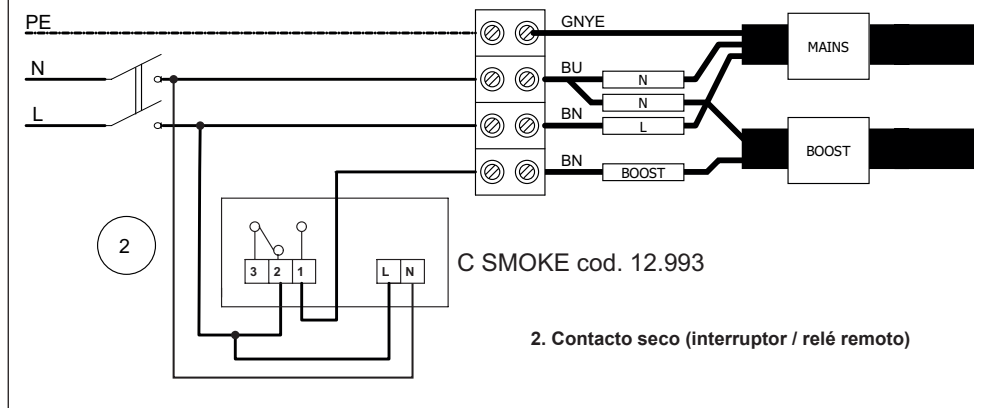 PE
GNYE
MAINS
N
BU
N
N
L
BN
L
BOOST
BN
BOOST
2
3 2 1
L N
C SMOKE cod. 12.993
2. Contacto seco (interruptor / relé remoto)